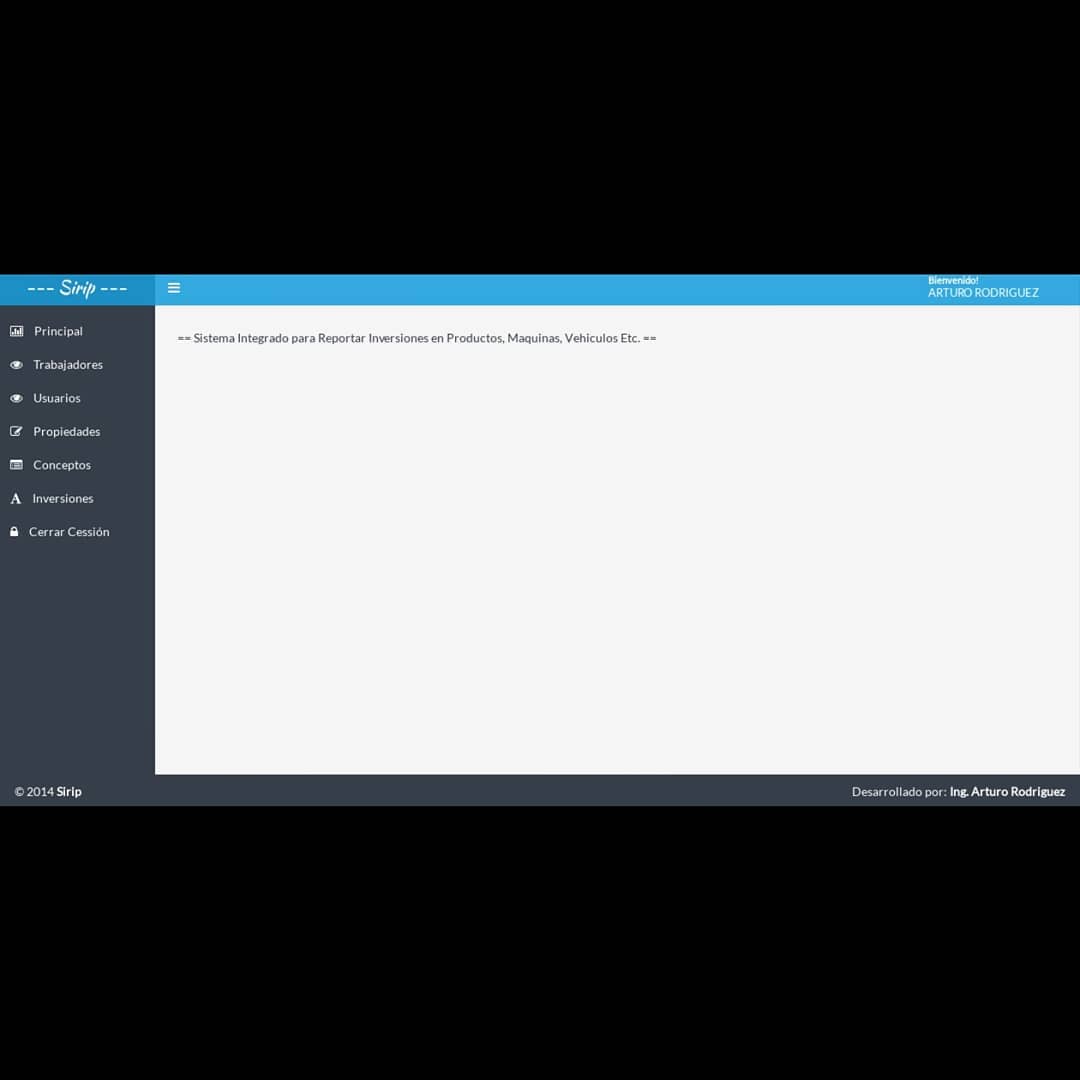 --- Sirip ---
Bienvenido!
ARTURO RODRIGUEZ
Principal
Trabajadores
Usuarios
Propiedades
Conceptos
Inversiones
Cerrar Cessión
== Sistema Integrado para Reportar Inversiones en Productos, Maquinas, Vehiculos Etc. ==
© 2014 Sirip
Desarrollado por: Ing. Arturo Rodriguez